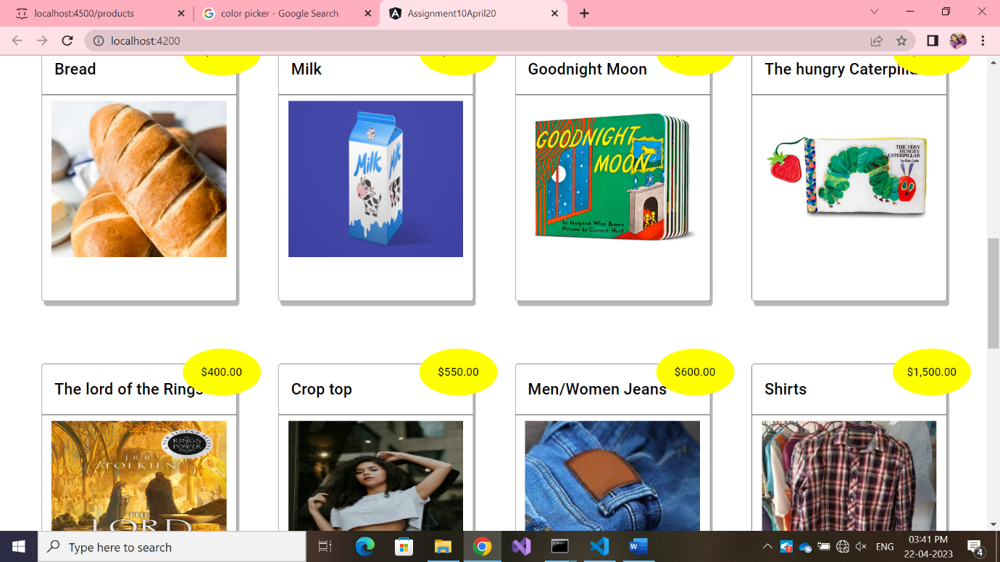 localhost:4500/products
color picker - Google Search
Assignment10April20
localhost:4200
Bread
Milk
Goodnight Moon
The hungry Caterpillar
Milk
Milk
GOODNIGHT
MOON
by Margaret Wise Brown
Pictures by Clement Hurd
THE VERY
HUNGRY
CATERPILLAR
by Eric Carle
$400.00
$550.00
$600.00
$1,500.00
The lord of the Rings
Crop top
Men/Women Jeans
Shirts
THE
RINGS
POWER
J.R.R.
TOLKIEN
THE
LORD
Type here to search
ENG
03:41 PM
22-04-2023
4